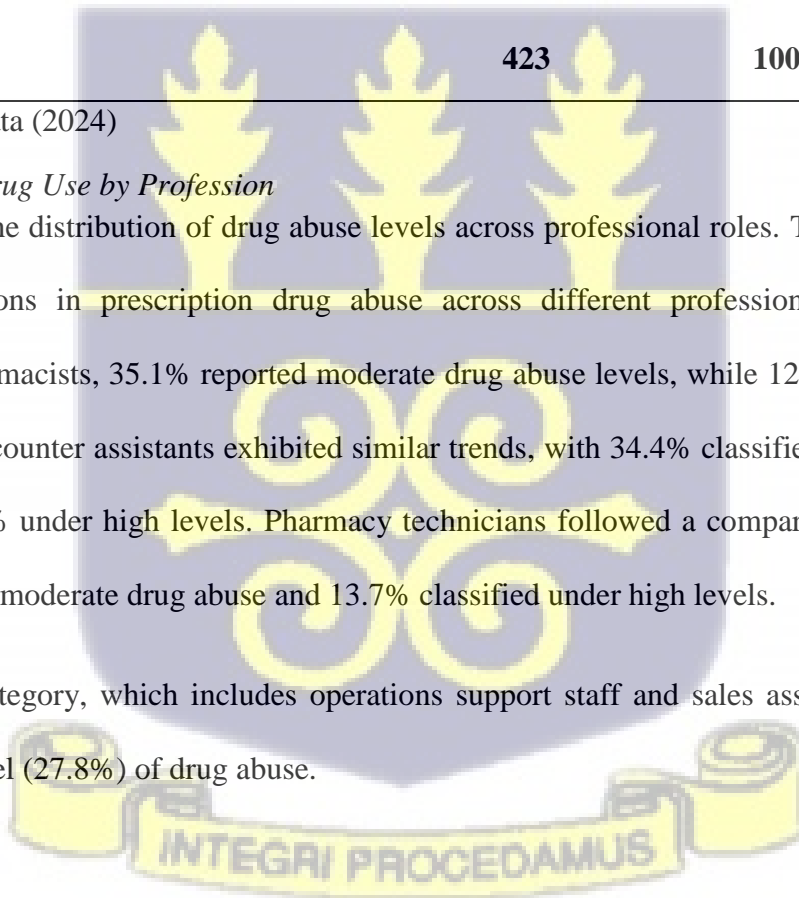 423 100
ta (2024)
rug Use by Profession
he distribution of drug abuse levels across professional roles. T
ons in prescription drug abuse across different profession
macists, 35.1% reported moderate drug abuse levels, while 12
counter assistants exhibited similar trends, with 34.4% classifie
% under high levels. Pharmacy technicians followed a compar
moderate drug abuse and 13.7% classified under high levels.
tegory, which includes operations support staff and sales ass
el (27.8%) of drug abuse.
INTEGRI PROCEDAMUS